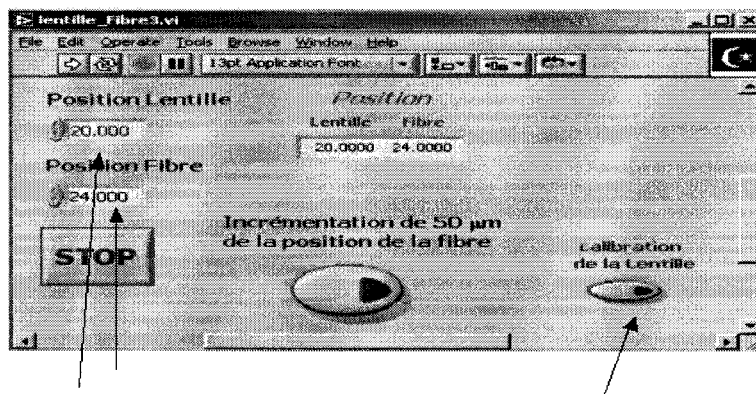 lentille_Fibre3.vi
File Edit Operate Tools Browse Window Help
13pt Application Font
Position Lentille
Position
Lentille Fibre
20.000
20.0000 24.0000
Position Fibre
24.000
Incrémentation de 50 μm
de la position de la fibre
STOP
Calibration
de la Lentille